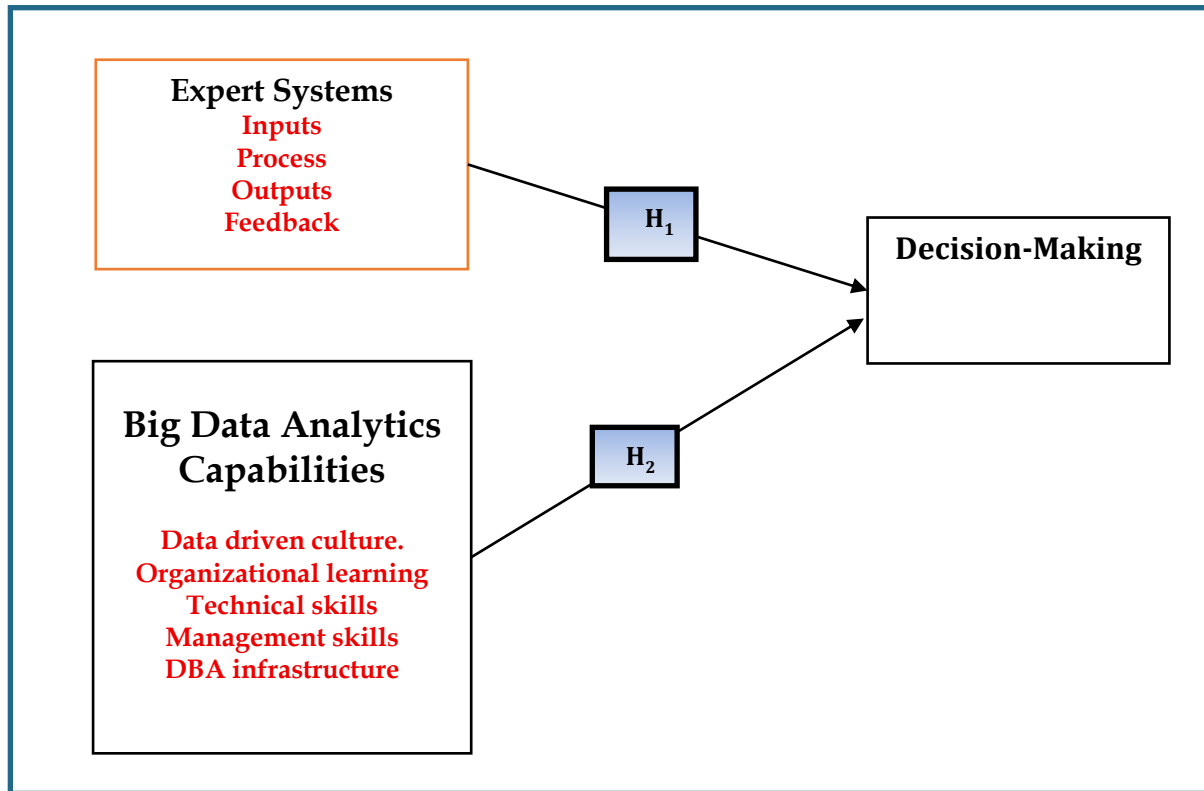 Expert Systems
Inputs
Process
Outputs
Feedback
H₁
Decision-Making
Big Data Analytics
Capabilities
Data driven culture.
Organizational learning
Technical skills
Management skills
DBA infrastructure
H₂